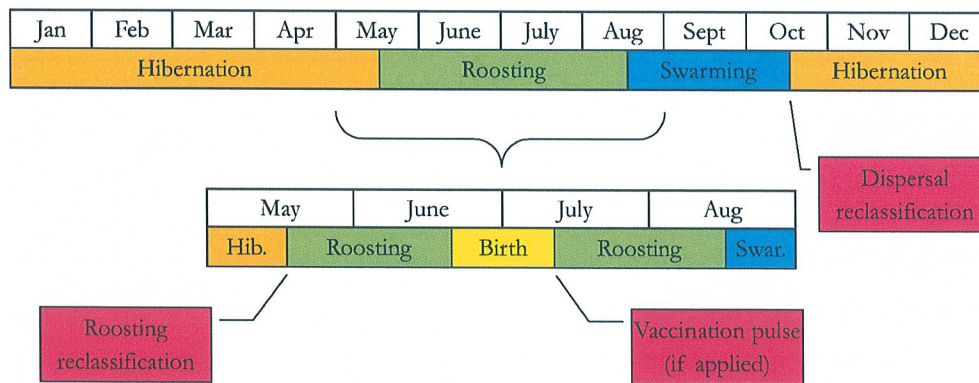 Jan Feb Mar Apr May June July Aug Sept Oct Nov Dec
Hibernation Roosting Swarming Hibernation
Dispersal
reclassification
May June July Aug
Hib. Roosting Birth Roosting Swar.
Roosting
reclassification
Vaccination pulse
(if applied)